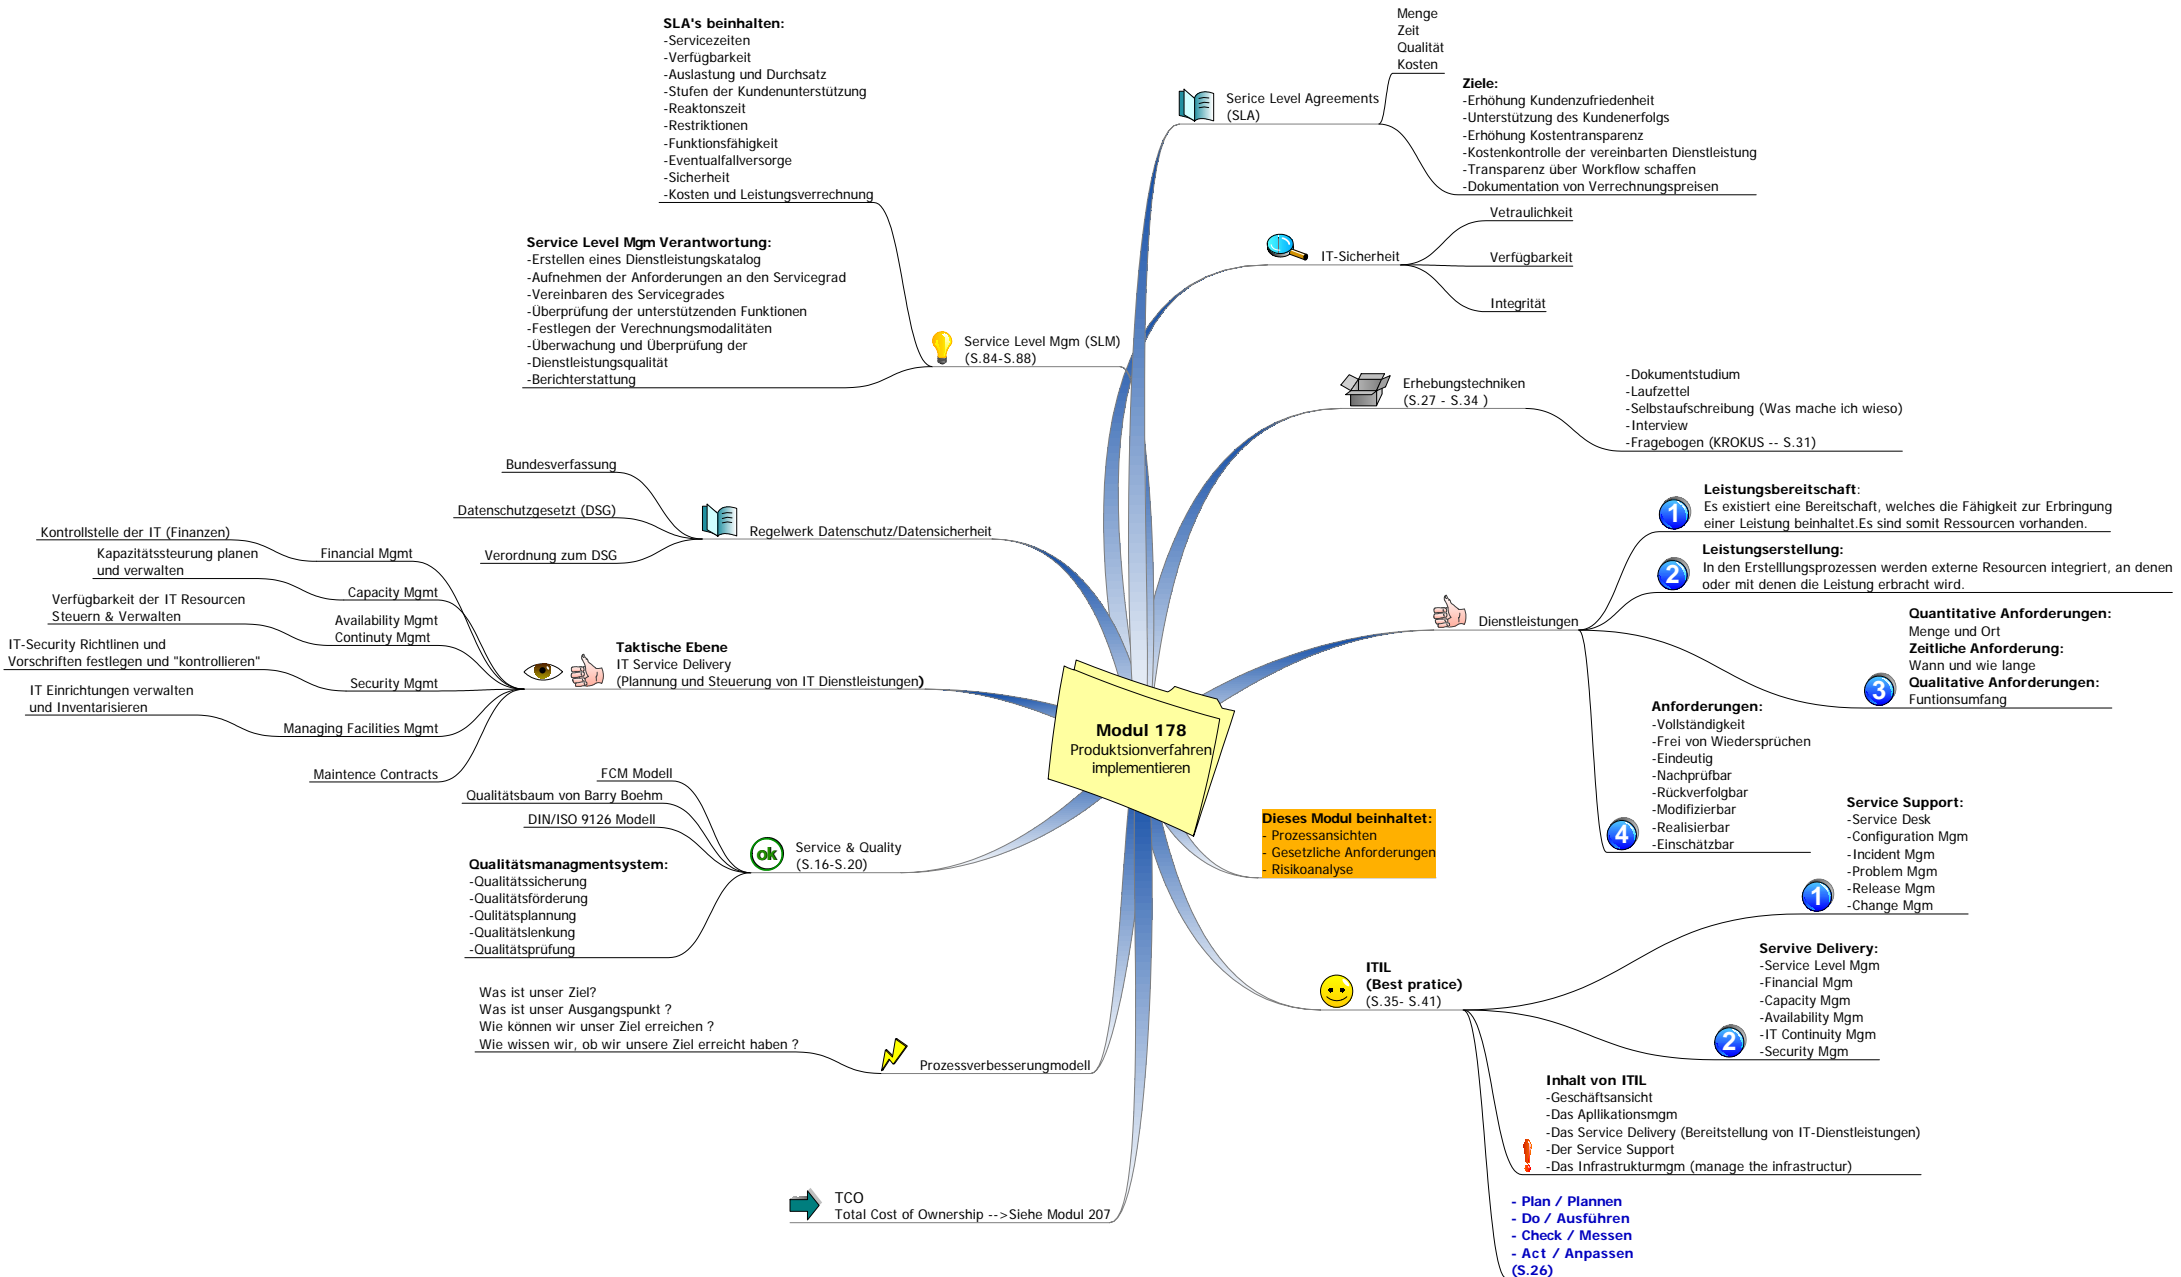 Modul 178
Produktsionverfahren
implementieren
Menge
Zeit
Qualität
Kosten
Serice Level Agreements
(SLA)
Ziele:
-Erhöhung Kundenzufriedenheit
-Unterstützung des Kundenerfolgs
-Erhöhung Kostentransparenz
-Kostenkontrolle der vereinbarten Dienstleistung
-Transparenz über Workflow schaffen
-Dokumentation von Verrechnungspreisen
IT-Sicherheit
Vetraulichkeit
Verfügbarkeit
Integrität
Erhebungstechniken
(S.27 - S.34 )
-Dokumentstudium
-Laufzettel
-Selbstaufschreibung (Was mache ich wieso)
-Interview
-Fragebogen (KROKUS -- S.31)
Dienstleistungen
1
Leistungsbereitschaft:
Es existiert eine Bereitschaft, welches die Fähigkeit zur Erbringung
einer Leistung beinhaltet.Es sind somit Ressourcen vorhanden.
2
Leistungserstellung:
In den Erstelllungsprozessen werden externe Resourcen integriert, an denen
oder mit denen die Leistung erbracht wird.
3
Quantitative Anforderungen:
Menge und Ort
Zeitliche Anforderung:
Wann und wie lange
Qualitative Anforderungen:
Funtionsumfang
4
Anforderungen:
-Vollständigkeit
-Frei von Wiedersprüchen
-Eindeutig
-Nachprüfbar
-Rückverfolgbar
-Modifizierbar
-Realisierbar
-Einschätzbar
Dieses Modul beinhaltet:
- Prozessansichten
- Gesetzliche Anforderungen
- Risikoanalyse
ITIL
(Best pratice)
(S.35- S.41)
1
Service Support:
-Service Desk
-Configuration Mgm
-Incident Mgm
-Problem Mgm
-Release Mgm
-Change Mgm
2
Servive Delivery:
-Service Level Mgm
-Financial Mgm
-Capacity Mgm
-Availability Mgm
-IT Continuity Mgm
-Security Mgm
Inhalt von ITIL
-Geschäftsansicht
-Das Apllikationsmgm
-Das Service Delivery (Bereitstellung von IT-Dienstleistungen)
-Der Service Support
-Das Infrastrukturmgm (manage the infrastructur)
- Plan / Plannen
- Do / Ausführen
- Check / Messen
- Act / Anpassen
(S.26)
SLA's beinhalten:
-Servicezeiten
-Verfügbarkeit
-Auslastung und Durchsatz
-Stufen der Kundenunterstützung
-Reaktonszeit
-Restriktionen
-Funktionsfähigkeit
-Eventualfallversorge
-Sicherheit
-Kosten und Leistungsverrechnung
Service Level Mgm Verantwortung:
-Erstellen eines Dienstleistungskatalog
-Aufnehmen der Anforderungen an den Servicegrad
-Vereinbaren des Servicegrades
-Überprüfung der unterstützenden Funktionen
-Festlegen der Verechnungsmodalitäten
-Überwachung und Überprüfung der
-Dienstleistungsqualität
-Berichterstattung
Service Level Mgm (SLM)
(S.84-S.88)
Bundesverfassung
Datenschutzgesetzt (DSG)
Verordnung zum DSG
Regelwerk Datenschutz/Datensicherheit
Kontrollstelle der IT (Finanzen)
Financial Mgmt
Kapazitätssteurung planen
und verwalten
Capacity Mgmt
Verfügbarkeit der IT Resourcen
Steuern & Verwalten
Availability Mgmt
Continuty Mgmt
IT-Security Richtlinen und
Vorschriften festlegen und "kontrollieren"
Security Mgmt
IT Einrichtungen verwalten
und Inventarisieren
Managing Facilities Mgmt
Maintence Contracts
Taktische Ebene
IT Service Delivery
(Plannung und Steuerung von IT Dienstleistungen)
FCM Modell
Qualitätsbaum von Barry Boehm
DIN/ISO 9126 Modell
Qualitätsmanagmentsystem:
-Qualitätssicherung
-Qualitätsförderung
-Qulitätsplannung
-Qualitätslenkung
-Qualitätsprüfung
ok
Service & Quality
(S.16-S.20)
Was ist unser Ziel?
Was ist unser Ausgangspunkt ?
Wie können wir unser Ziel erreichen ?
Wie wissen wir, ob wir unsere Ziel erreicht haben ?
Prozessverbesserungmodell
TCO
Total Cost of Ownership -->Siehe Modul 207